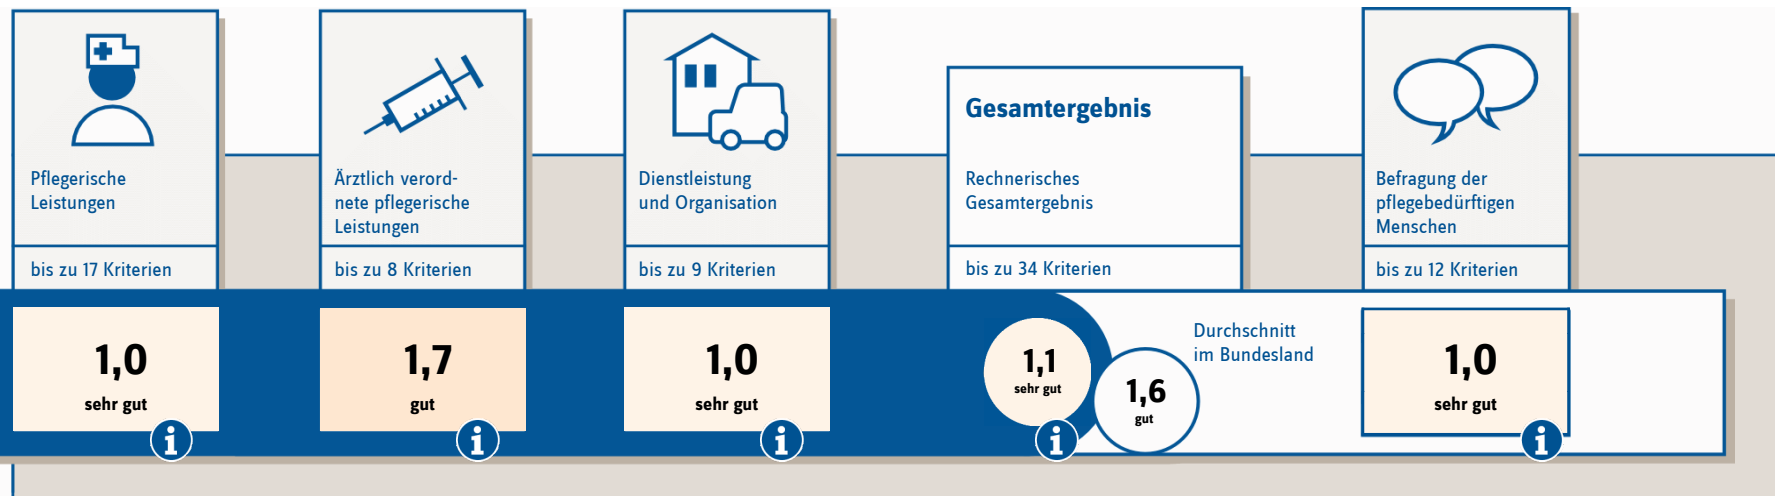 Pflegerische
Leistungen
bis zu 17 Kriterien
1,0
sehr gut
i
Ärztlich verord-
nete pflegerische
Leistungen
bis zu 8 Kriterien
1,7
gut
i
Dienstleistung
und Organisation
bis zu 9 Kriterien
1,0
sehr gut
i
Gesamtergebnis
Rechnerisches
Gesamtergebnis
bis zu 34 Kriterien
1,1
sehr gut
i
1,6
gut
Durchschnitt
im Bundesland
Befragung der
pflegebedürftigen
Menschen
bis zu 12 Kriterien
1,0
sehr gut
i